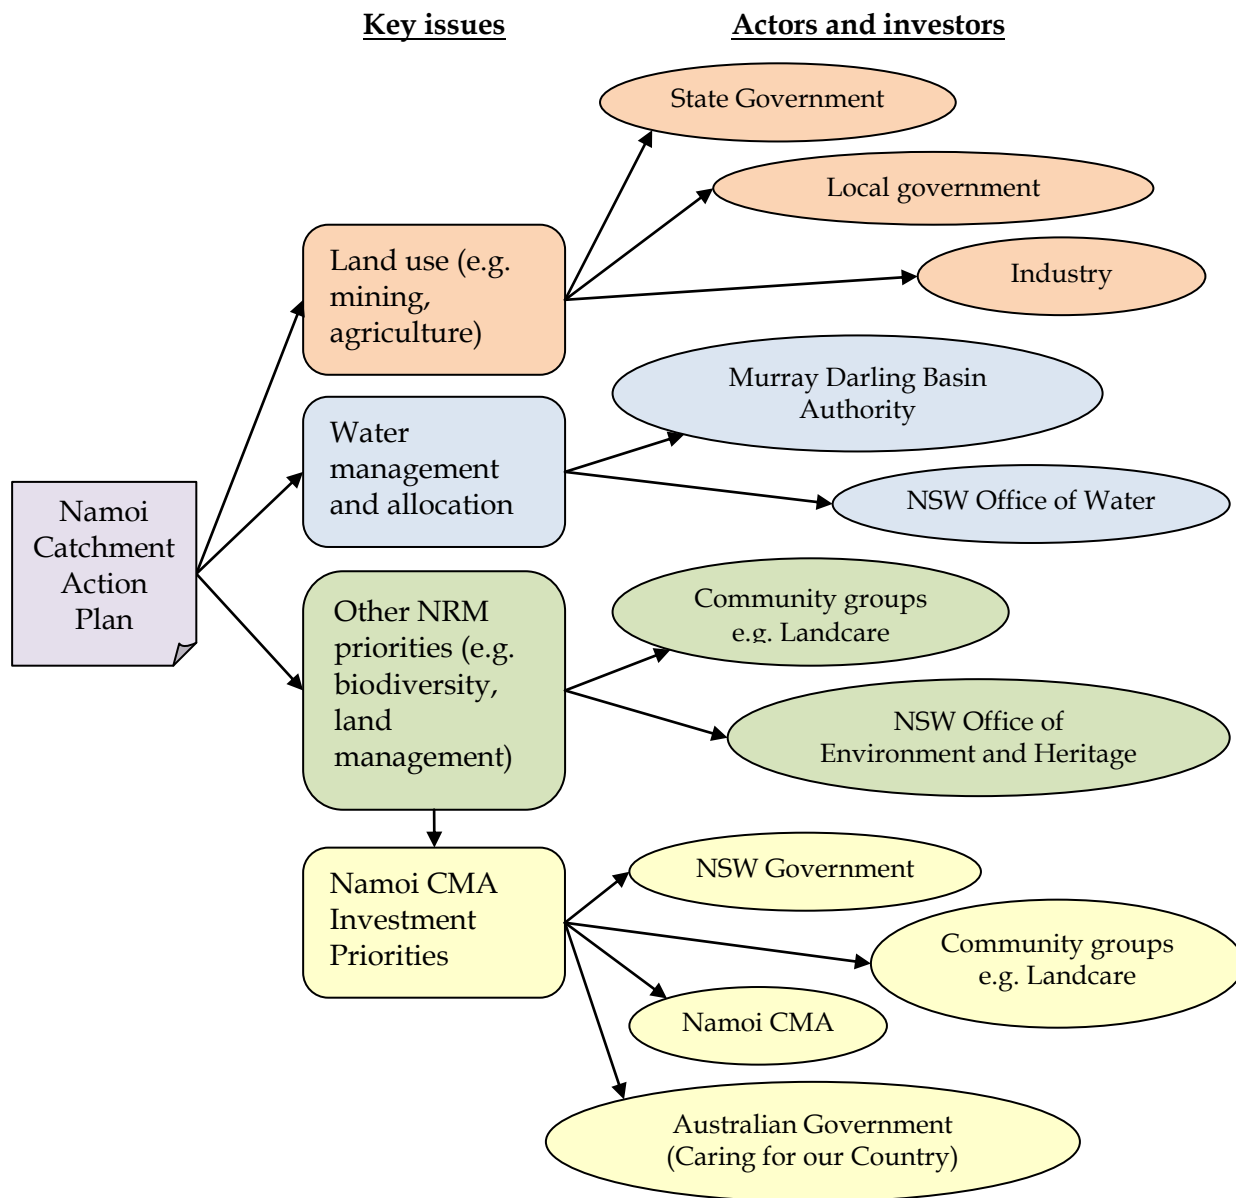 Key issues
Actors and investors
State Government
Local government
Land use (e.g.
mining,
agriculture)
Industry
Murray Darling Basin
Authority
Water
management
and allocation
NSW Office of Water
Namoi
Catchment
Action
Plan
Other NRM
priorities (e.g.
biodiversity,
land
management)
Community groups
e.g. Landcare
NSW Office of
Environment and Heritage
Namoi CMA
Investment
Priorities
NSW Government
Community groups
e.g. Landcare
Namoi CMA
Australian Government
(Caring for our Country)